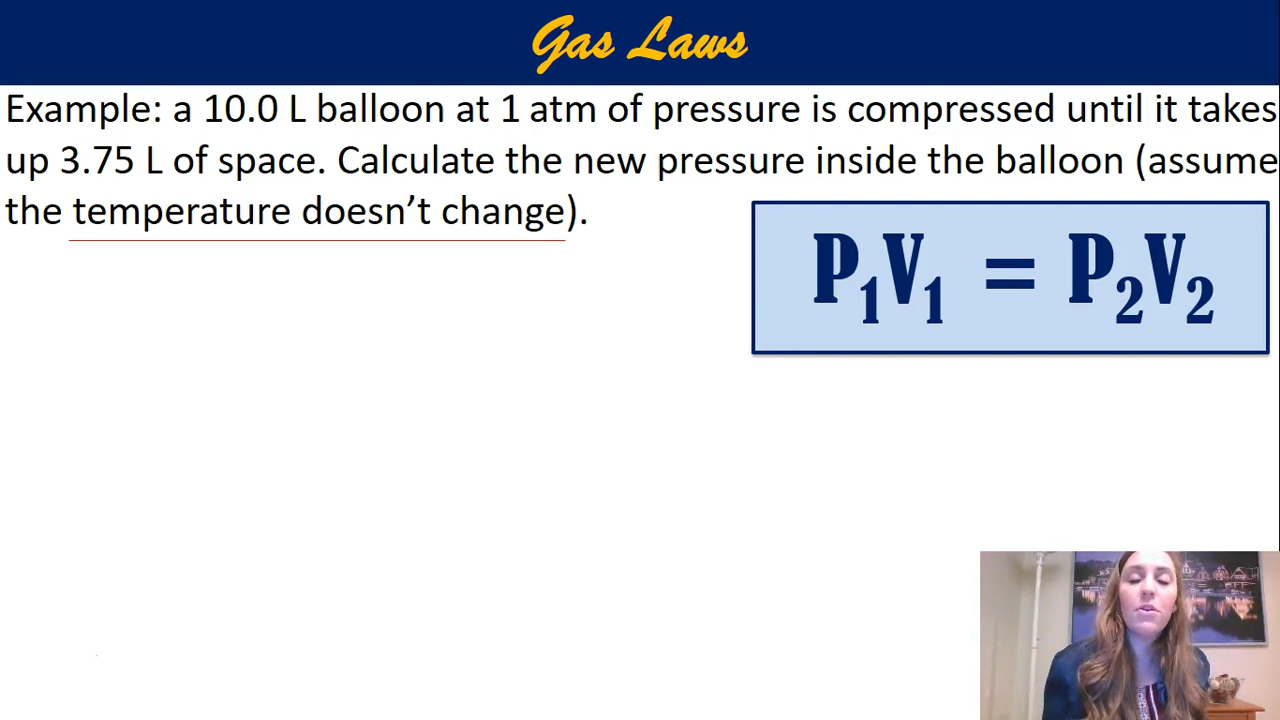 Gas Laws
Example: a 10.0 L balloon at 1 atm of pressure is compressed until it takes
up 3.75 L of space. Calculate the new pressure inside the balloon (assume
the temperature doesn’t change).
P₁V₁ = P₂V₂